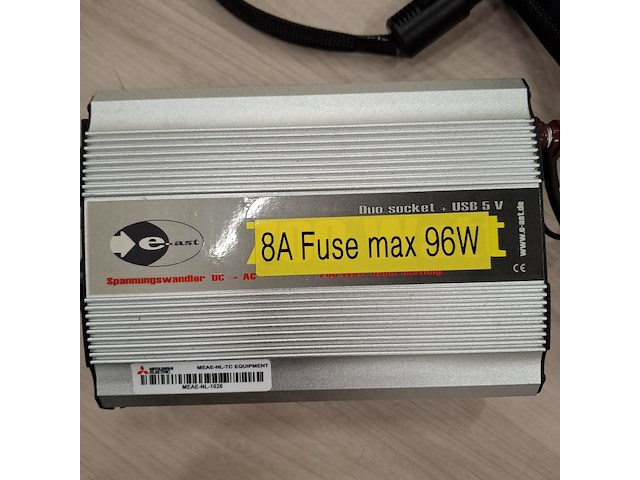 Duo socket + USB 5 V
www.e-ast.de
e-ast
8A Fuse max 96W
Spannungswandler DC - AC
CE
MITSUBISHI
ELECTRIC
MEAE-NL-TC EQUIPMENT
MEAE-NL-1026